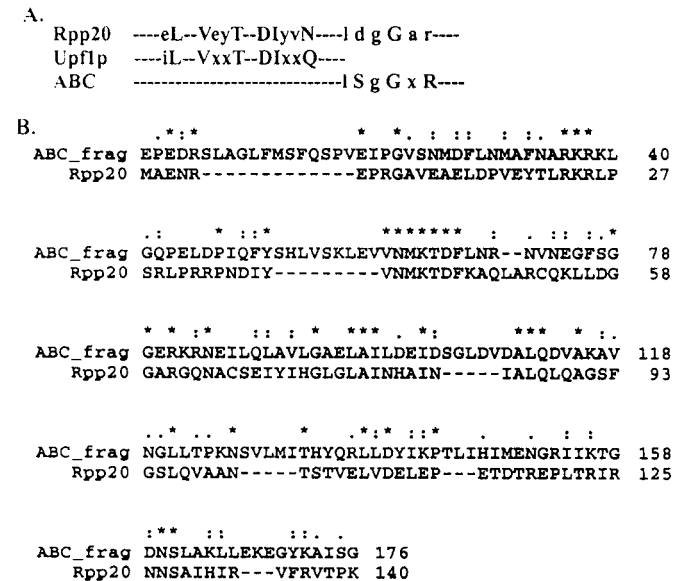 A.
Rpp20 ----eL--VeyT--DIyvN---------l d g G a r----
Upf1p ----iL--VxxT--DIxxQ----
ABC ----------------------------l S g G x R----
B.
.*:* * *. : :: : :. ***
ABC_frag EPEDRSLAGLFMSFQSPVEIPGVSNMDFLNMAFNARKRKL 40
Rpp20 MAENR-------------EPRGAVEAELDPVEYTLRKRLP 27
.: * :: * ******** : . :: :. *
ABC_frag GQPELDPIQFYSHLVSKLEVVNMKTDFLNR--NVNEGFSG 78
Rpp20 SRLPRRPNDIY---------VNMKTDFKAQLARCQKLLDG 58
* * :* :: : * *** . *: *** * :.
ABC_frag GERKRNEILQLAVLGAELAILDEIDSGLDVDALQDVAKAV 118
Rpp20 GARGQNACSEIYIHGLGLAINHAIN-----IALQLQAGSF 93
..* .. * . * *:* ::* . : :
ABC_frag NGLLTPKNSVLMITHYQRLLDYIKPTLIHIMENGRIIKTG 158
Rpp20 GSLQVAAN-----TSTVELVDELEP---ETDTREPLTRIR 125
:** :: ::. .
ABC_frag DNSLAKLLEKEGYKAISG 176
Rpp20 NNSAIHIR---VFRVTPK 140